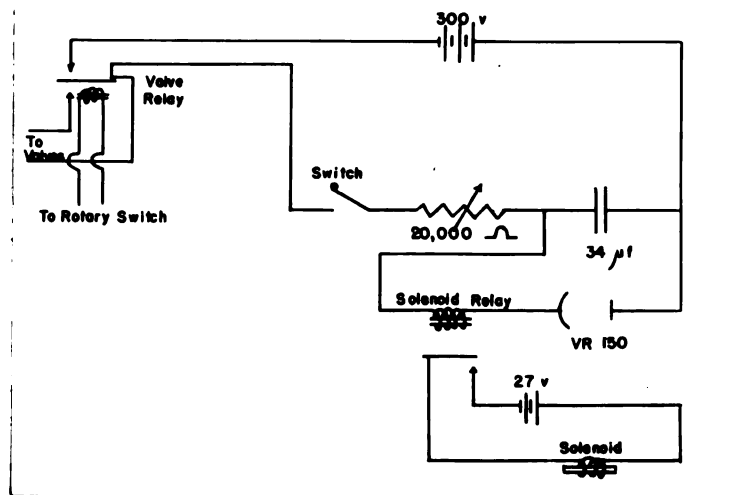 300 v
Valve
Relay
To
Valves
To Rotary Switch
Switch
20,000 Ω
34 μf
Solenoid Relay
VR 150
27 v
Solenoid